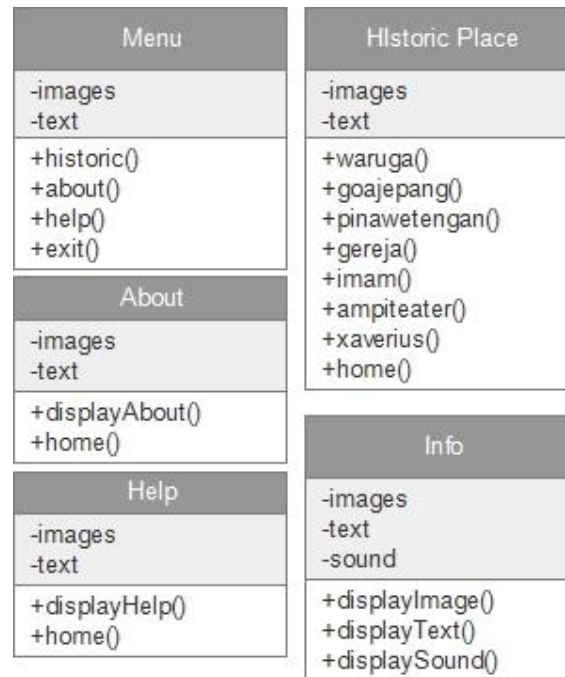 Menu
-images
-text
+historic()
+about()
+help()
+exit()
About
-images
-text
+displayAbout()
+home()
Help
-images
-text
+displayHelp()
+home()
HIstoric Place
-images
-text
+waruga()
+goajepang()
+pinawetengan()
+gereja()
+imam()
+ampiteater()
+xaverius()
+home()
Info
-images
-text
-sound
+displayImage()
+displayText()
+displaySound()